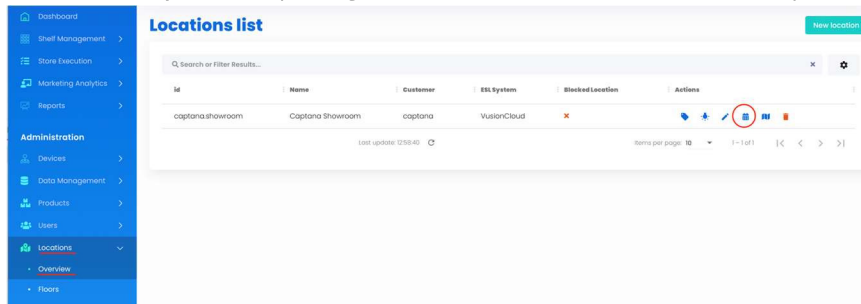 Dashboard
Shelf Management
Store Execution
Marketing Analytics
Reports
Administration
Devices
Data Management
Products
Users
Locations
Overview
Floors
Locations list
New location
Search or Filter Results...
id Name Customer ESL System Blocked Location Actions
captana.showroom Captana Showroom captana VusionCloud
Last update: 12:58:40 Items per page: 10 1 – 1 of 1